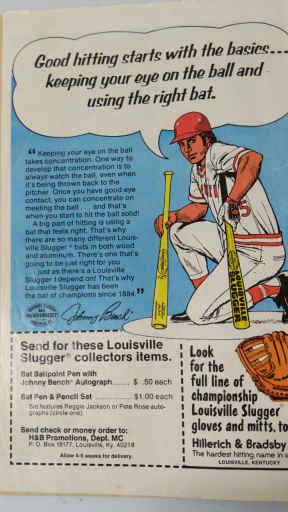 Good hitting starts with the basics...
keeping your eye on the ball and
using the right bat.
“Keeping your eye on the ball
takes concentration. One way to
develop that concentration is to
always watch the ball, even when
it's being thrown back to the
pitcher. Once you have good eye
contact, you can concentrate on
meeting the ball . . . and that's
when you start to hit the ball solid!
A big part of hitting is using a
bat that feels right. That's why
there are so many different Louis-
ville Slugger® bats in both wood
and aluminum. There's one that's
going to be just right for you
. . . just as there's a Louisville
Slugger I depend on! That's why
Louisville Slugger has been
the bat of champions since 1884.”
Johnny Bench
LOUISVILLE
SLUGGER
5
Send for these Louisville
Slugger® collectors items.
Bat Ballpoint Pen with
Johnny Bench® Autograph..... $ .50 each
Bat Pen & Pencil Set ............ $1.00 each
Set features Reggie Jackson or Pete Rose auto-
graphs (circle one).
Send check or money order to:
H&B Promotions, Dept. MC
P. O. Box 18177, Louisville, Ky. 40218
Allow 4-6 weeks for delivery.
Look
for the
full line of
championship
Louisville Slugger
gloves and mitts, to
Hillerich & Bradsby
The hardest hitting name in
LOUISVILLE, KENTUCKY